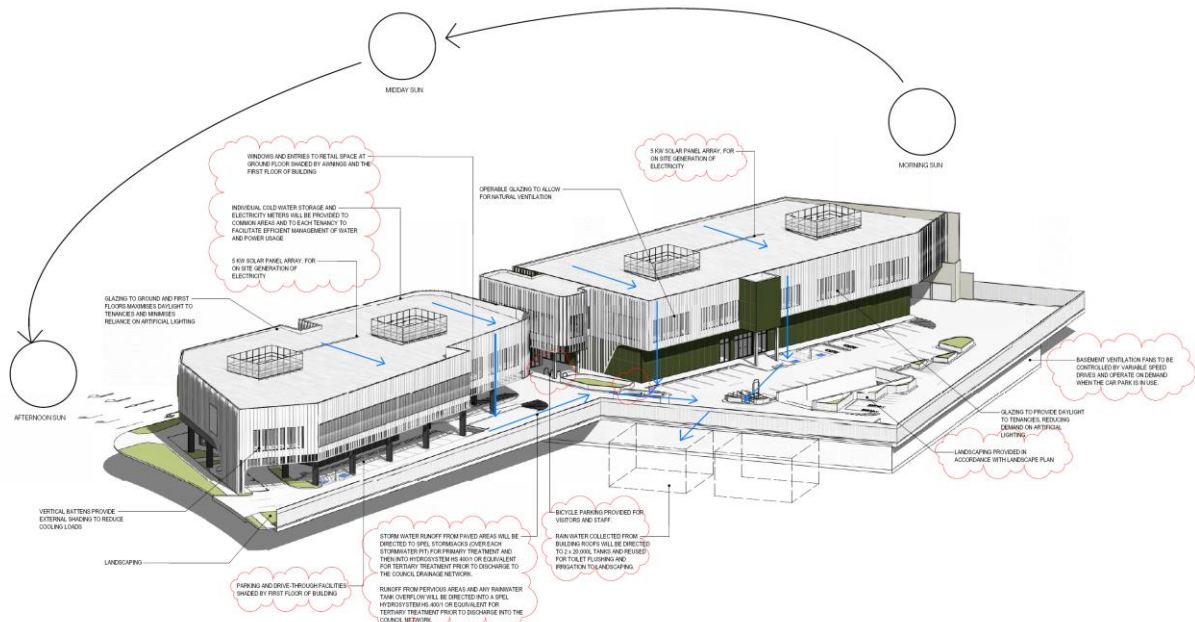 MIDDAY SUN
MORNING SUN
WINDOWS AND ENTRIES TO RETAIL SPACE AT
GROUND FLOOR SHADED BY AWNINGS AND THE
FIRST FLOOR OF BUILDING
INDIVIDUAL COLD WATER STORAGE AND
ELECTRICITY METERS WILL BE PROVIDED TO
COMMON AREAS AND TO EACH TENANCY TO
FACILITATE EFFICIENT MANAGEMENT OF WATER
AND POWER USAGE
5 KW SOLAR PANEL ARRAY, FOR
ON SITE GENERATION OF
ELECTRICITY
5 KW SOLAR PANEL ARRAY, FOR
ON SITE GENERATION OF
ELECTRICITY
OPERABLE GLAZING TO ALLOW
FOR NATURAL VENTILATION
GLAZING TO GROUND AND FIRST
FLOORS MAXIMISES DAYLIGHT TO
TENANCIES AND MINIMISES
RELIANCE ON ARTIFICIAL LIGHTING
AFTERNOON SUN
BASEMENT VENTILATION FANS TO BE
CONTROLLED BY VARIABLE SPEED
DRIVES AND OPERATE ON DEMAND
WHEN THE CAR PARK IS IN USE.
GLAZING TO PROVIDE DAYLIGHT
TO TENANCIES, REDUCING
DEMAND ON ARTIFICIAL
LIGHTING
LANDSCAPING PROVIDED IN
ACCORDANCE WITH LANDSCAPE PLAN
VERTICAL BATTENS PROVIDE
EXTERNAL SHADING TO REDUCE
COOLING LOADS
LANDSCAPING
PARKING AND DRIVE-THROUGH FACILITIES
SHADED BY FIRST FLOOR OF BUILDING
STORM WATER RUNOFF FROM PAVED AREAS WILL BE
DIRECTED TO SPEL STORMSACKS (OVER EACH
STORMWATER PIT) FOR PRIMARY TREATMENT AND
THEN INTO HYDROSYSTEM HS 400/1 OR EQUIVALENT
FOR TERTIARY TREATMENT PRIOR TO DISCHARGE TO
THE COUNCIL DRAINAGE NETWORK.
RUNOFF FROM PERVIOUS AREAS AND ANY RAINWATER
TANK OVERFLOW WILL BE DIRECTED INTO A SPEL
HYDROSYSTEM HS.400/1 OR EQUIVALENT FOR
TERTIARY TREATMENT PRIOR TO DISCHARGE INTO THE
COUNCIL NETWORK.
BICYCLE PARKING PROVIDED FOR
VISITORS AND STAFF.
RAIN WATER COLLECTED FROM
BUILDING ROOFS WILL BE DIRECTED
TO 2 x 20,000L TANKS AND REUSED
FOR TOILET FLUSHING AND
IRRIGATION TO LANDSCAPING.